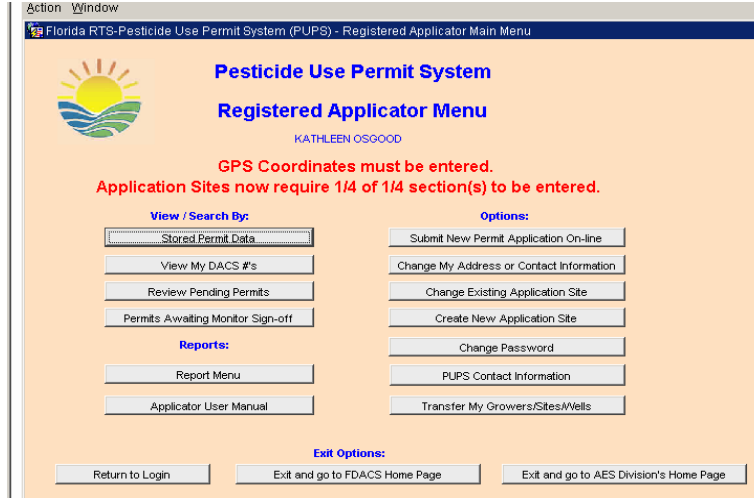 Action Window
Florida RTS-Pesticide Use Permit System (PUPS) - Registered Applicator Main Menu
Pesticide Use Permit System
Registered Applicator Menu
KATHLEEN OSGOOD
GPS Coordinates must be entered.
Application Sites now require 1/4 of 1/4 section(s) to be entered.
View / Search By:
Stored Permit Data
View My DACS #'s
Review Pending Permits
Permits Awaiting Monitor Sign-off
Reports:
Report Menu
Applicator User Manual
Options:
Submit New Permit Application On-line
Change My Address or Contact Information
Change Existing Application Site
Create New Application Site
Change Password
PUPS Contact Information
Transfer My Growers/Sites/Wells
Exit Options:
Return to Login
Exit and go to FDACS Home Page
Exit and go to AES Division's Home Page